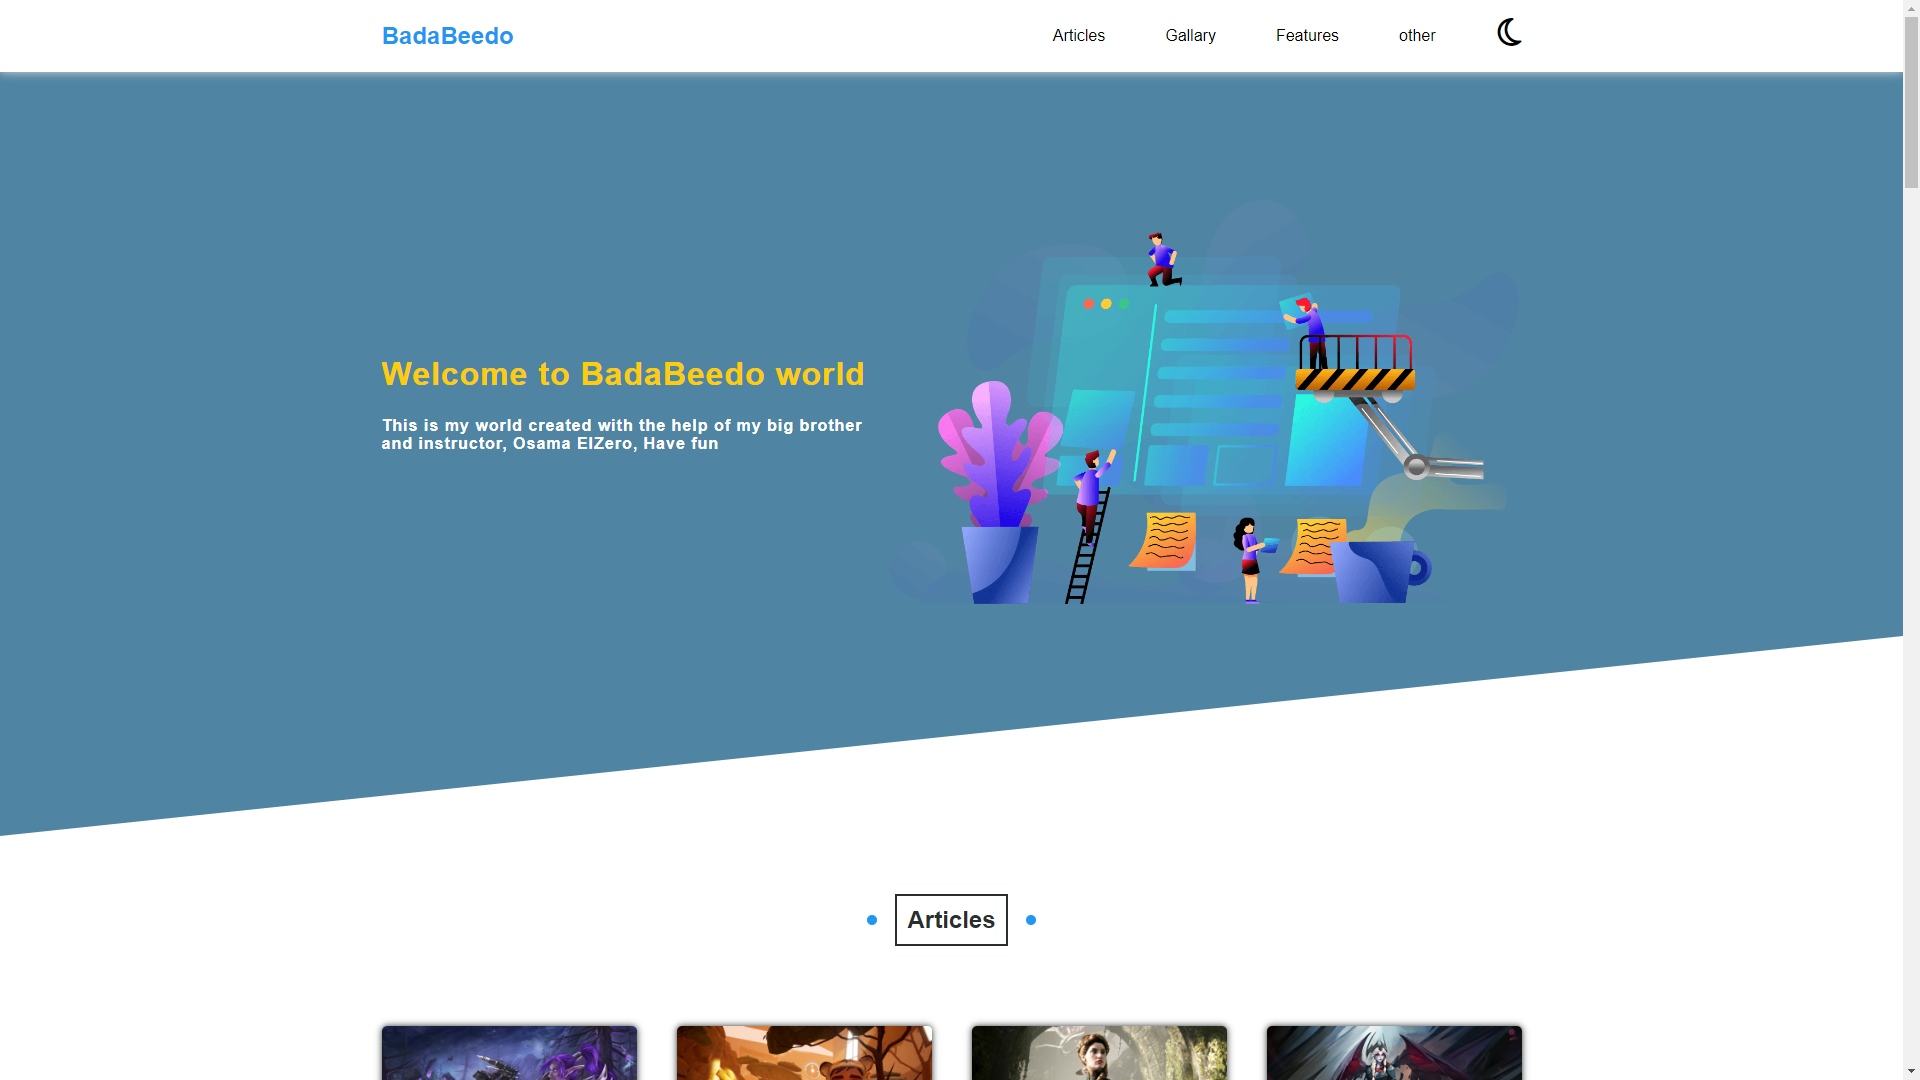 BadaBeedo
Articles
Gallary
Features
other
Welcome to BadaBeedo world
This is my world created with the help of my big brother
and instructor, Osama ElZero, Have fun
Articles